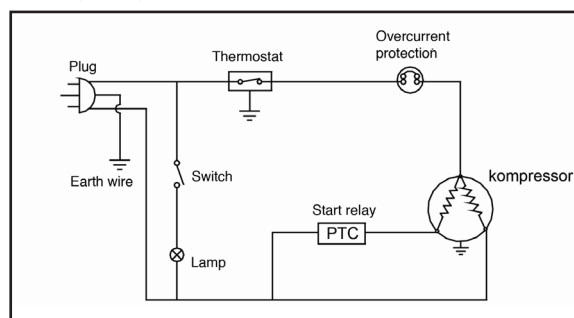 Overcurrent
protection
Thermostat
Plug
kompressor
Switch
Earth wire
Start relay
PTC
Lamp